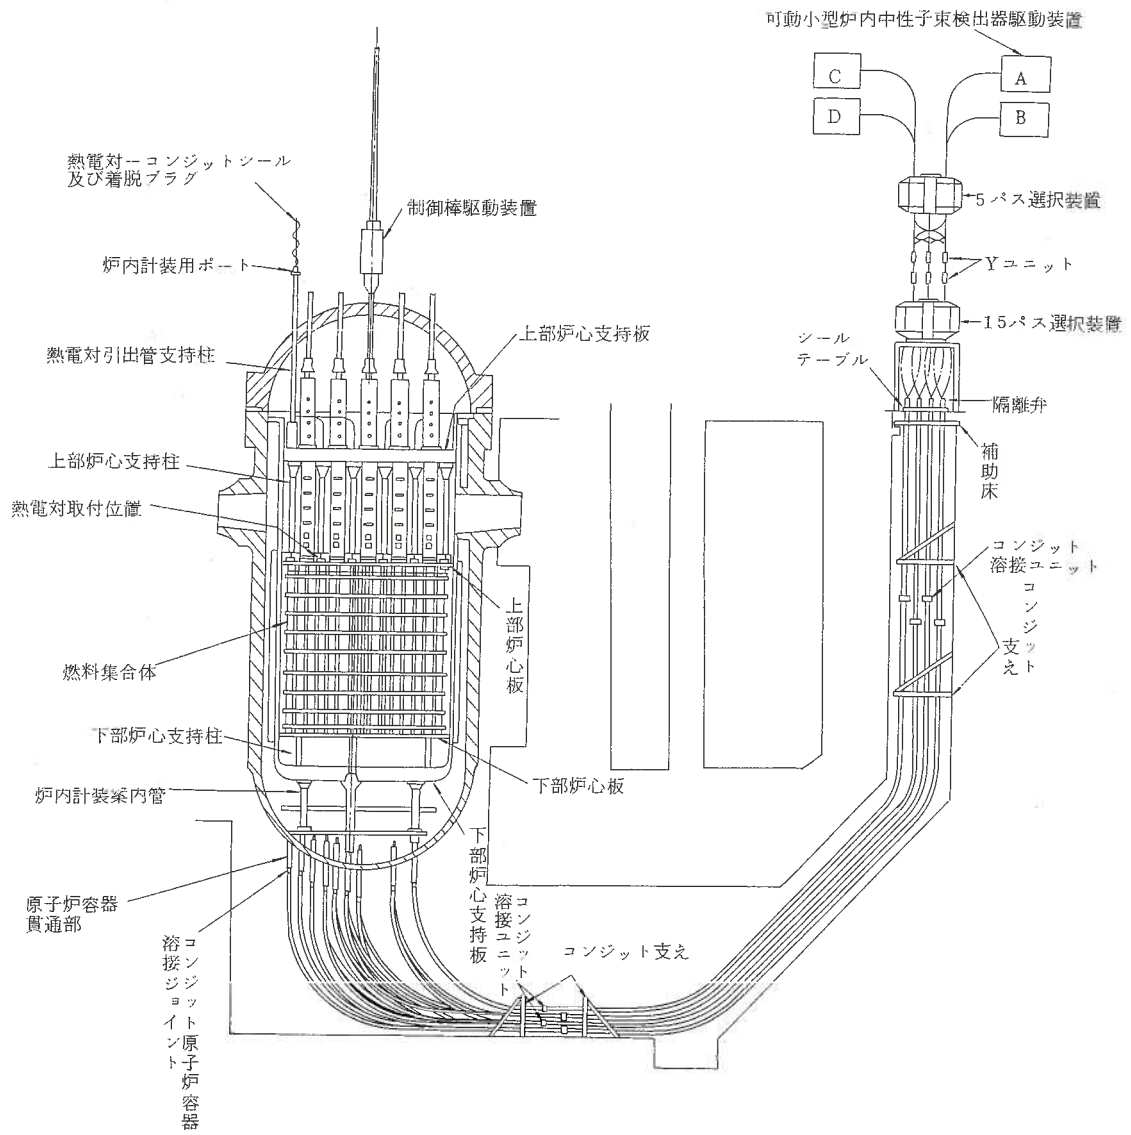 可動小型炉内中性子束検出器駆動装置
C
A
D
B
熱電対－コンジットシール
及び着脱プラグ
5パス選択装置
制御棒駆動装置
炉内計装用ポート
Yユニット
15パス選択装置
上部炉心支持板
シール
テーブル
熱電対引出管支持柱
隔離弁
上部炉心支持柱
補助床
熱電対取付位置
コンジット
溶接ユニット
コンジット
支え
上部炉心板
燃料集合体
下部炉心支持柱
下部炉心板
炉内計装案内管
下部炉心支持板
原子炉容器
貫通部
コンジット
溶接ユニット
コンジット支え
コンジット原子炉容器
溶接ジョイント